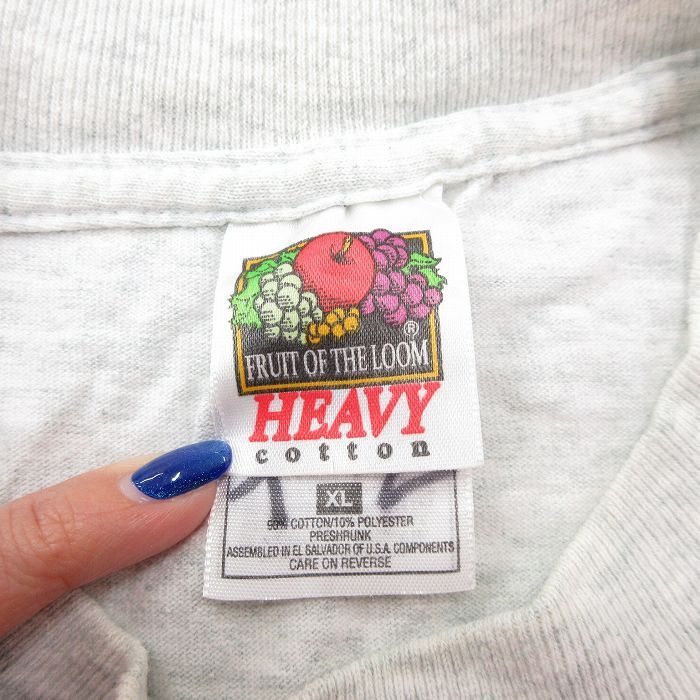 ®
FRUIT OF THE LOOM
HEAVY
cotton
XL
90% COTTON/10% POLYESTER
PRESHRUNK
ASSEMBLED IN EL SALVADOR OF U.S.A. COMPONENTS
CARE ON REVERSE